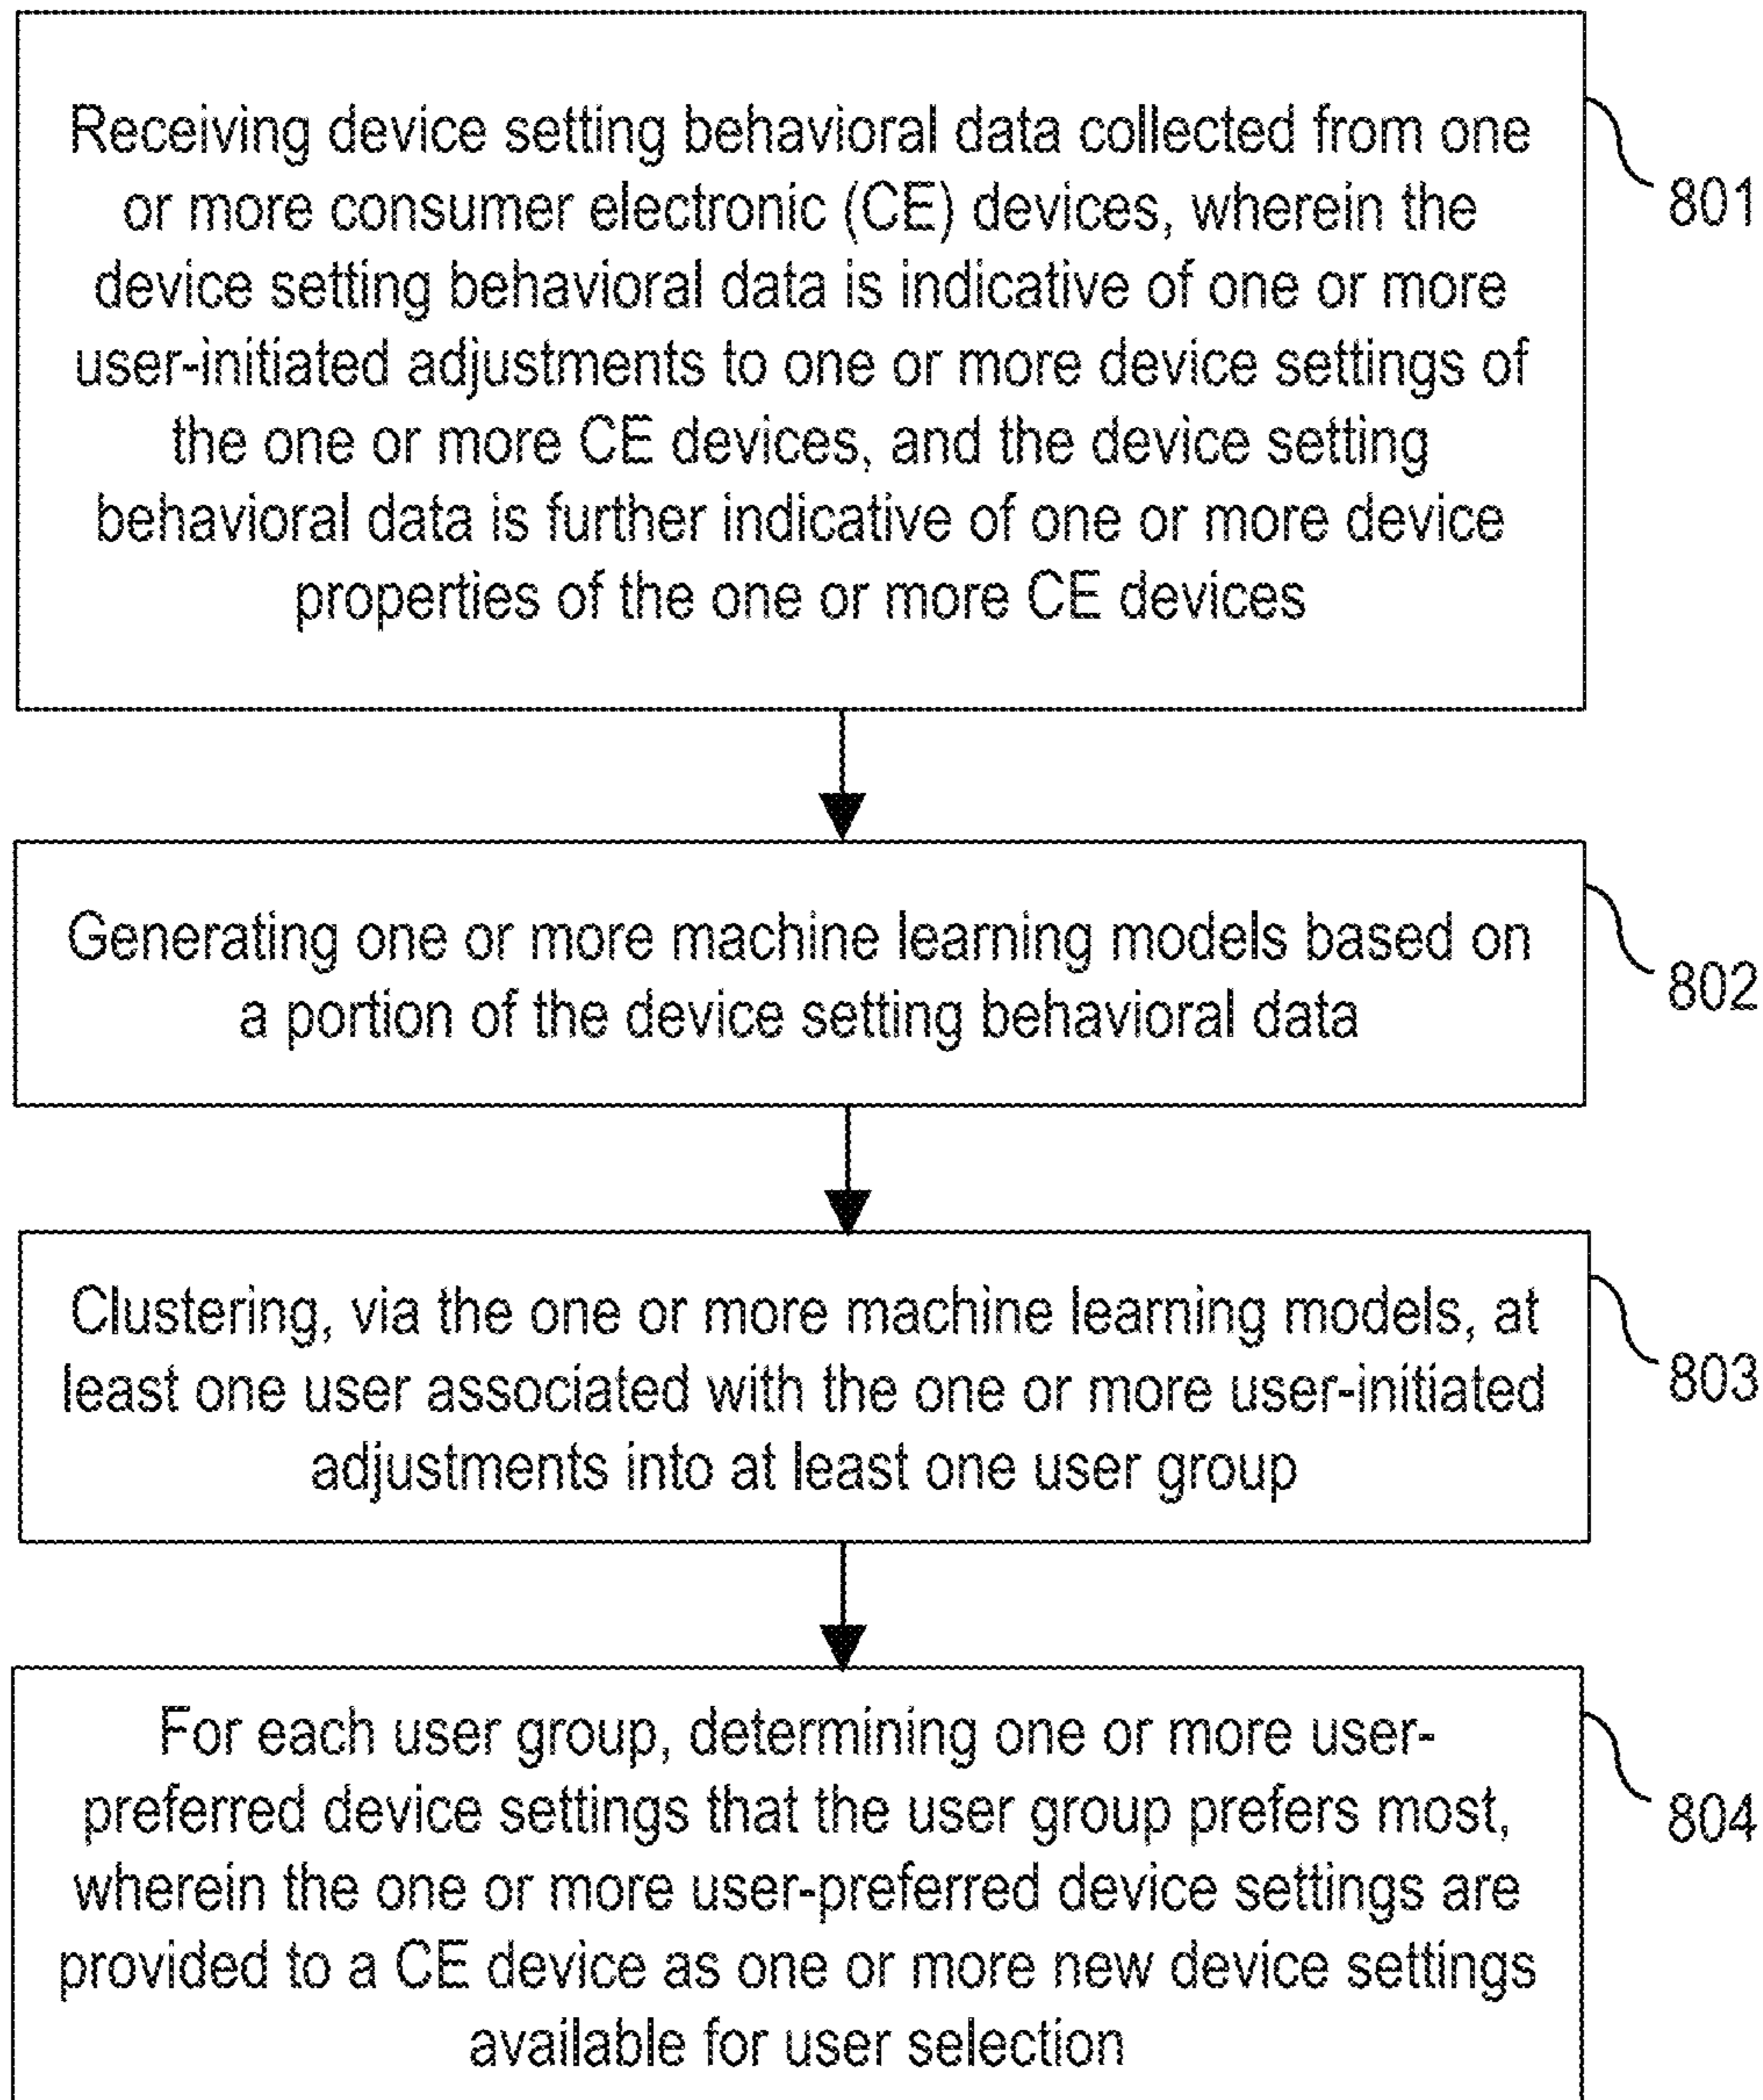 Receiving device setting behavioral data collected from one
or more consumer electronic (CE) devices, wherein the
device setting behavioral data is indicative of one or more
user-initiated adjustments to one or more device settings of
the one or more CE devices, and the device setting
behavioral data is further indicative of one or more device
properties of the one or more CE devices
801
Generating one or more machine learning models based on
a portion of the device setting behavioral data
802
Clustering, via the one or more machine learning models, at
least one user associated with the one or more user-initiated
adjustments into at least one user group
803
For each user group, determining one or more user-
preferred device settings that the user group prefers most,
wherein the one or more user-preferred device settings are
provided to a CE device as one or more new device settings
available for user selection
804